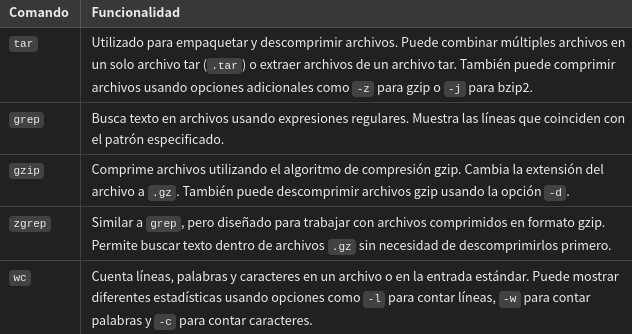 Comando Funcionalidad
tar Utilizado para empaquetar y descomprimir archivos. Puede combinar múltiples archivos en
un solo archivo tar ( .tar ) o extraer archivos de un archivo tar. También puede comprimir
archivos usando opciones adicionales como -z para gzip o -j para bzip2.
grep Busca texto en archivos usando expresiones regulares. Muestra las líneas que coinciden con
el patrón especificado.
gzip Comprime archivos utilizando el algoritmo de compresión gzip. Cambia la extensión del
archivo a .gz . También puede descomprimir archivos gzip usando la opción -d .
zgrep Similar a grep , pero diseñado para trabajar con archivos comprimidos en formato gzip.
Permite buscar texto dentro de archivos .gz sin necesidad de descomprimirlos primero.
wc Cuenta líneas, palabras y caracteres en un archivo o en la entrada estándar. Puede mostrar
diferentes estadísticas usando opciones como -l para contar líneas, -w para contar
palabras y -c para contar caracteres.